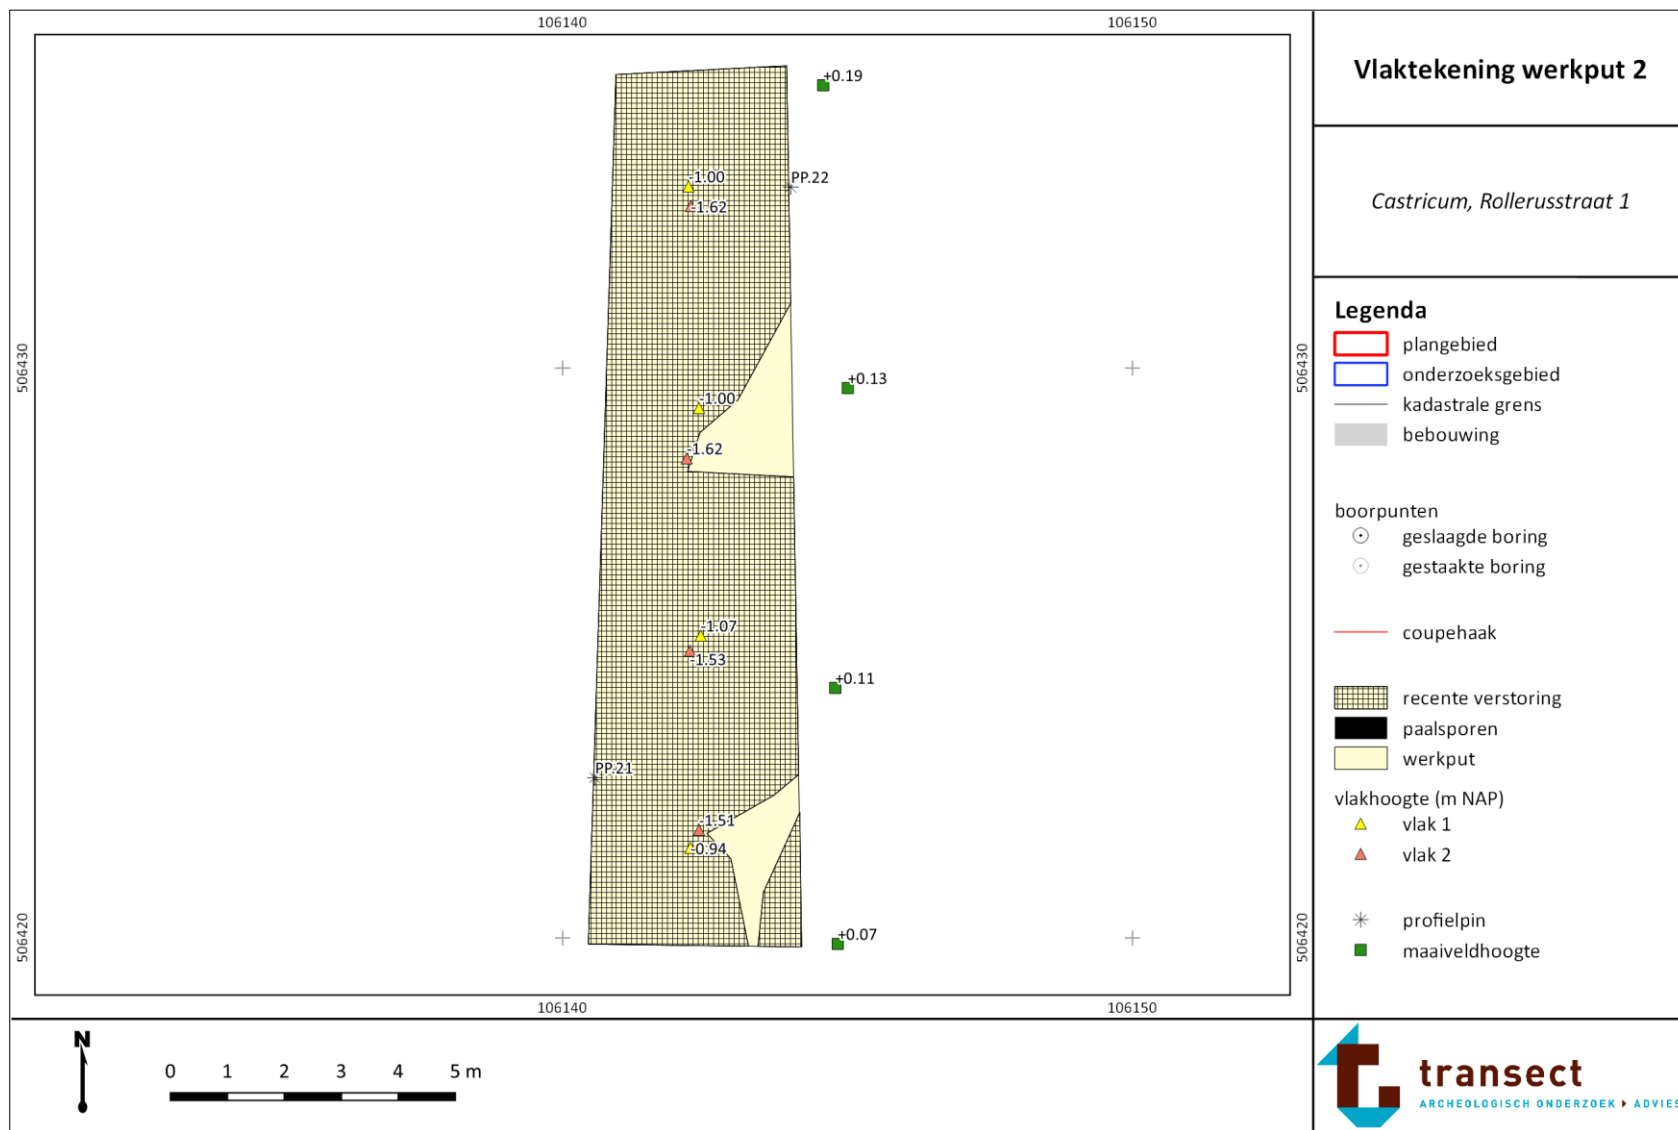 106140
106150
Vlaktekening werkput 2
Castricum, Rollerusstraat 1
+0.19
-1.00
PP.22
-1.62
506430
506430
+0.13
-1.00
-1.62
-1.07
-1.53
+0.11
PP.21
-1.51
-0.94
506420
506420
+0.07
106140
106150
Legenda
plangebied
onderzoeksgebied
kadastrale grens
bebouwing
boorpunten
geslaagde boring
gestaakte boring
coupehaak
recente verstoring
paalsporen
werkput
vlakhoogte (m NAP)
vlak 1
vlak 2
profielpin
maaiveldhoogte
N
0 1 2 3 4 5 m
transect
ARCHEOLOGISCH ONDERZOEK ADVIES